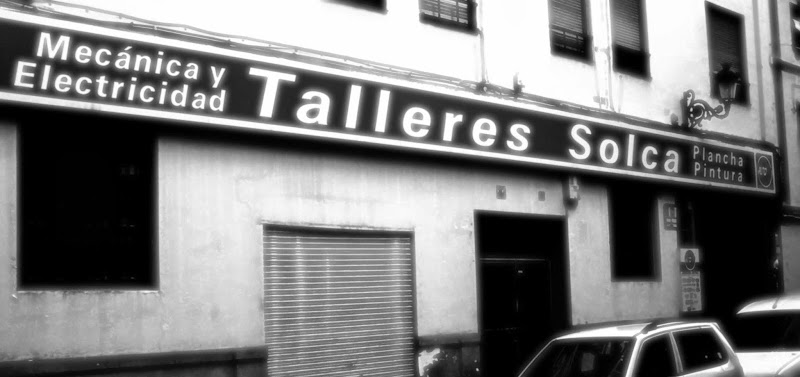 Mecánica y
Electricidad
Talleres Solca
Plancha
Pintura